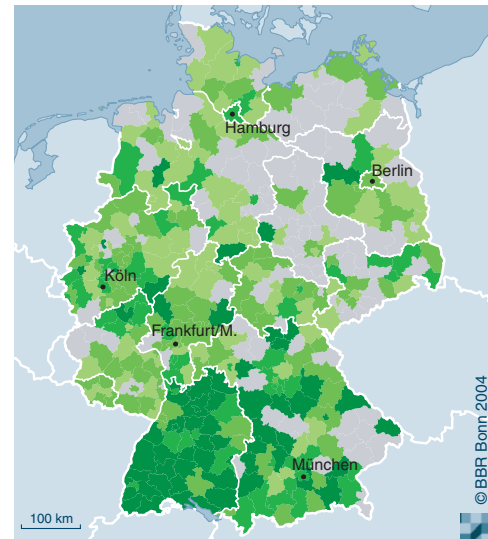 Hamburg
Berlin
Köln
Frankfurt/M.
München
100 km
© BBR Bonn 2004